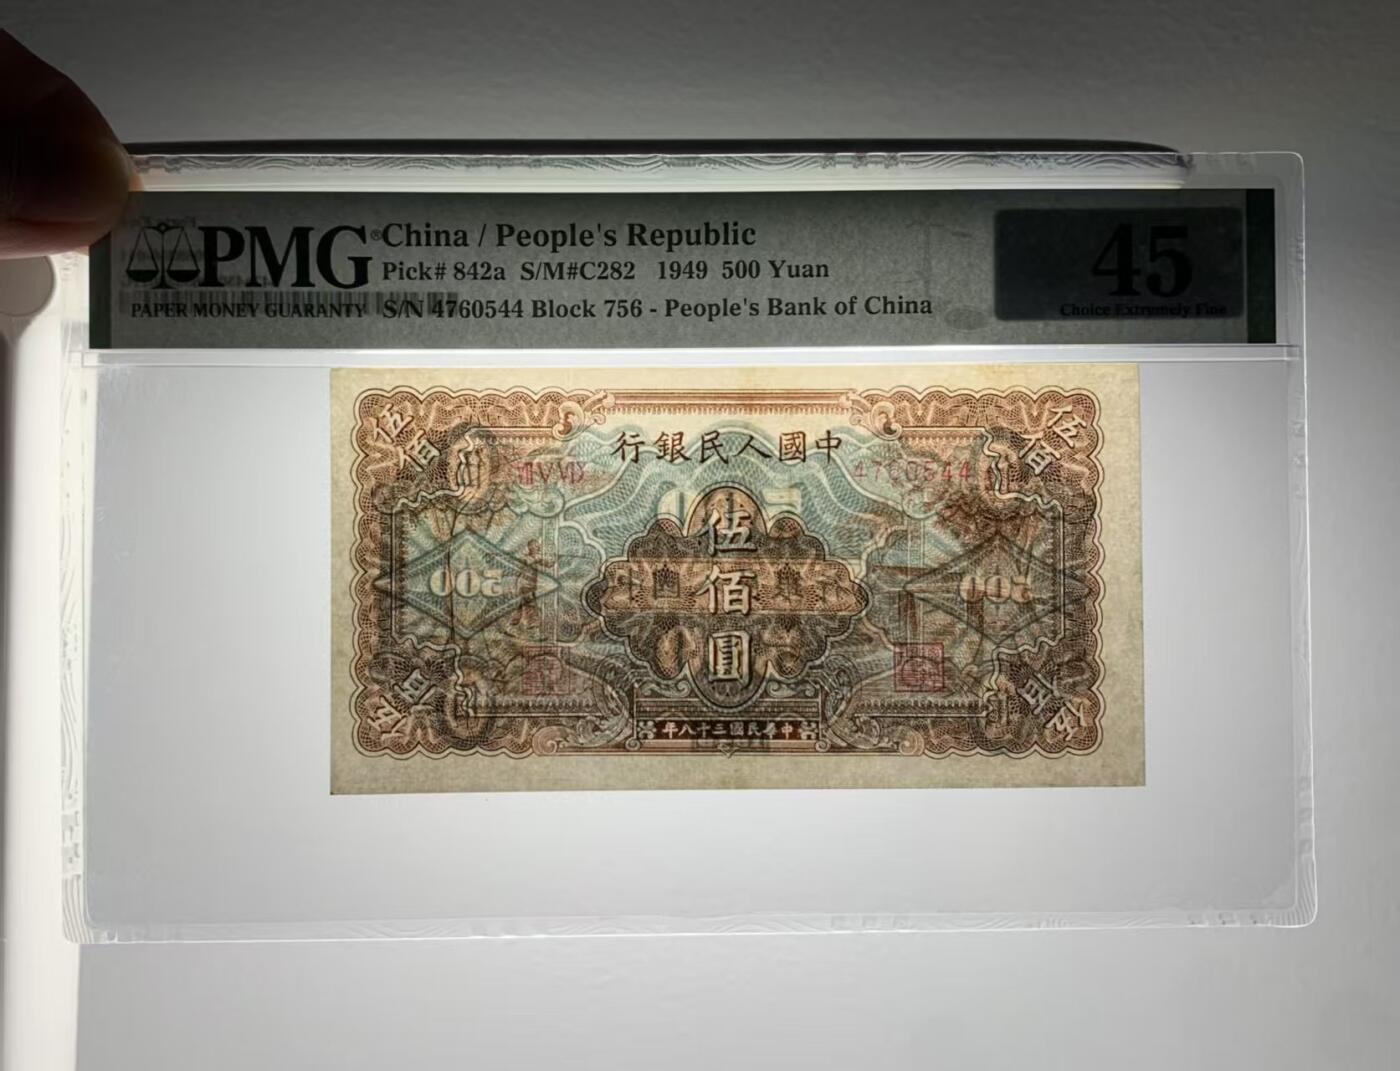 PMG® China / People's Republic
Pick# 842a S/M#C282 1949 500 Yuan
PAPER MONEY GUARANTY S/N 4760544 Block 756 - People's Bank of China
45
Choice Extremely Fine
行銀民人國中
伍佰
伍佰
4760544
500
500
伍佰圓
伍佰
伍佰
年八十三國民華中